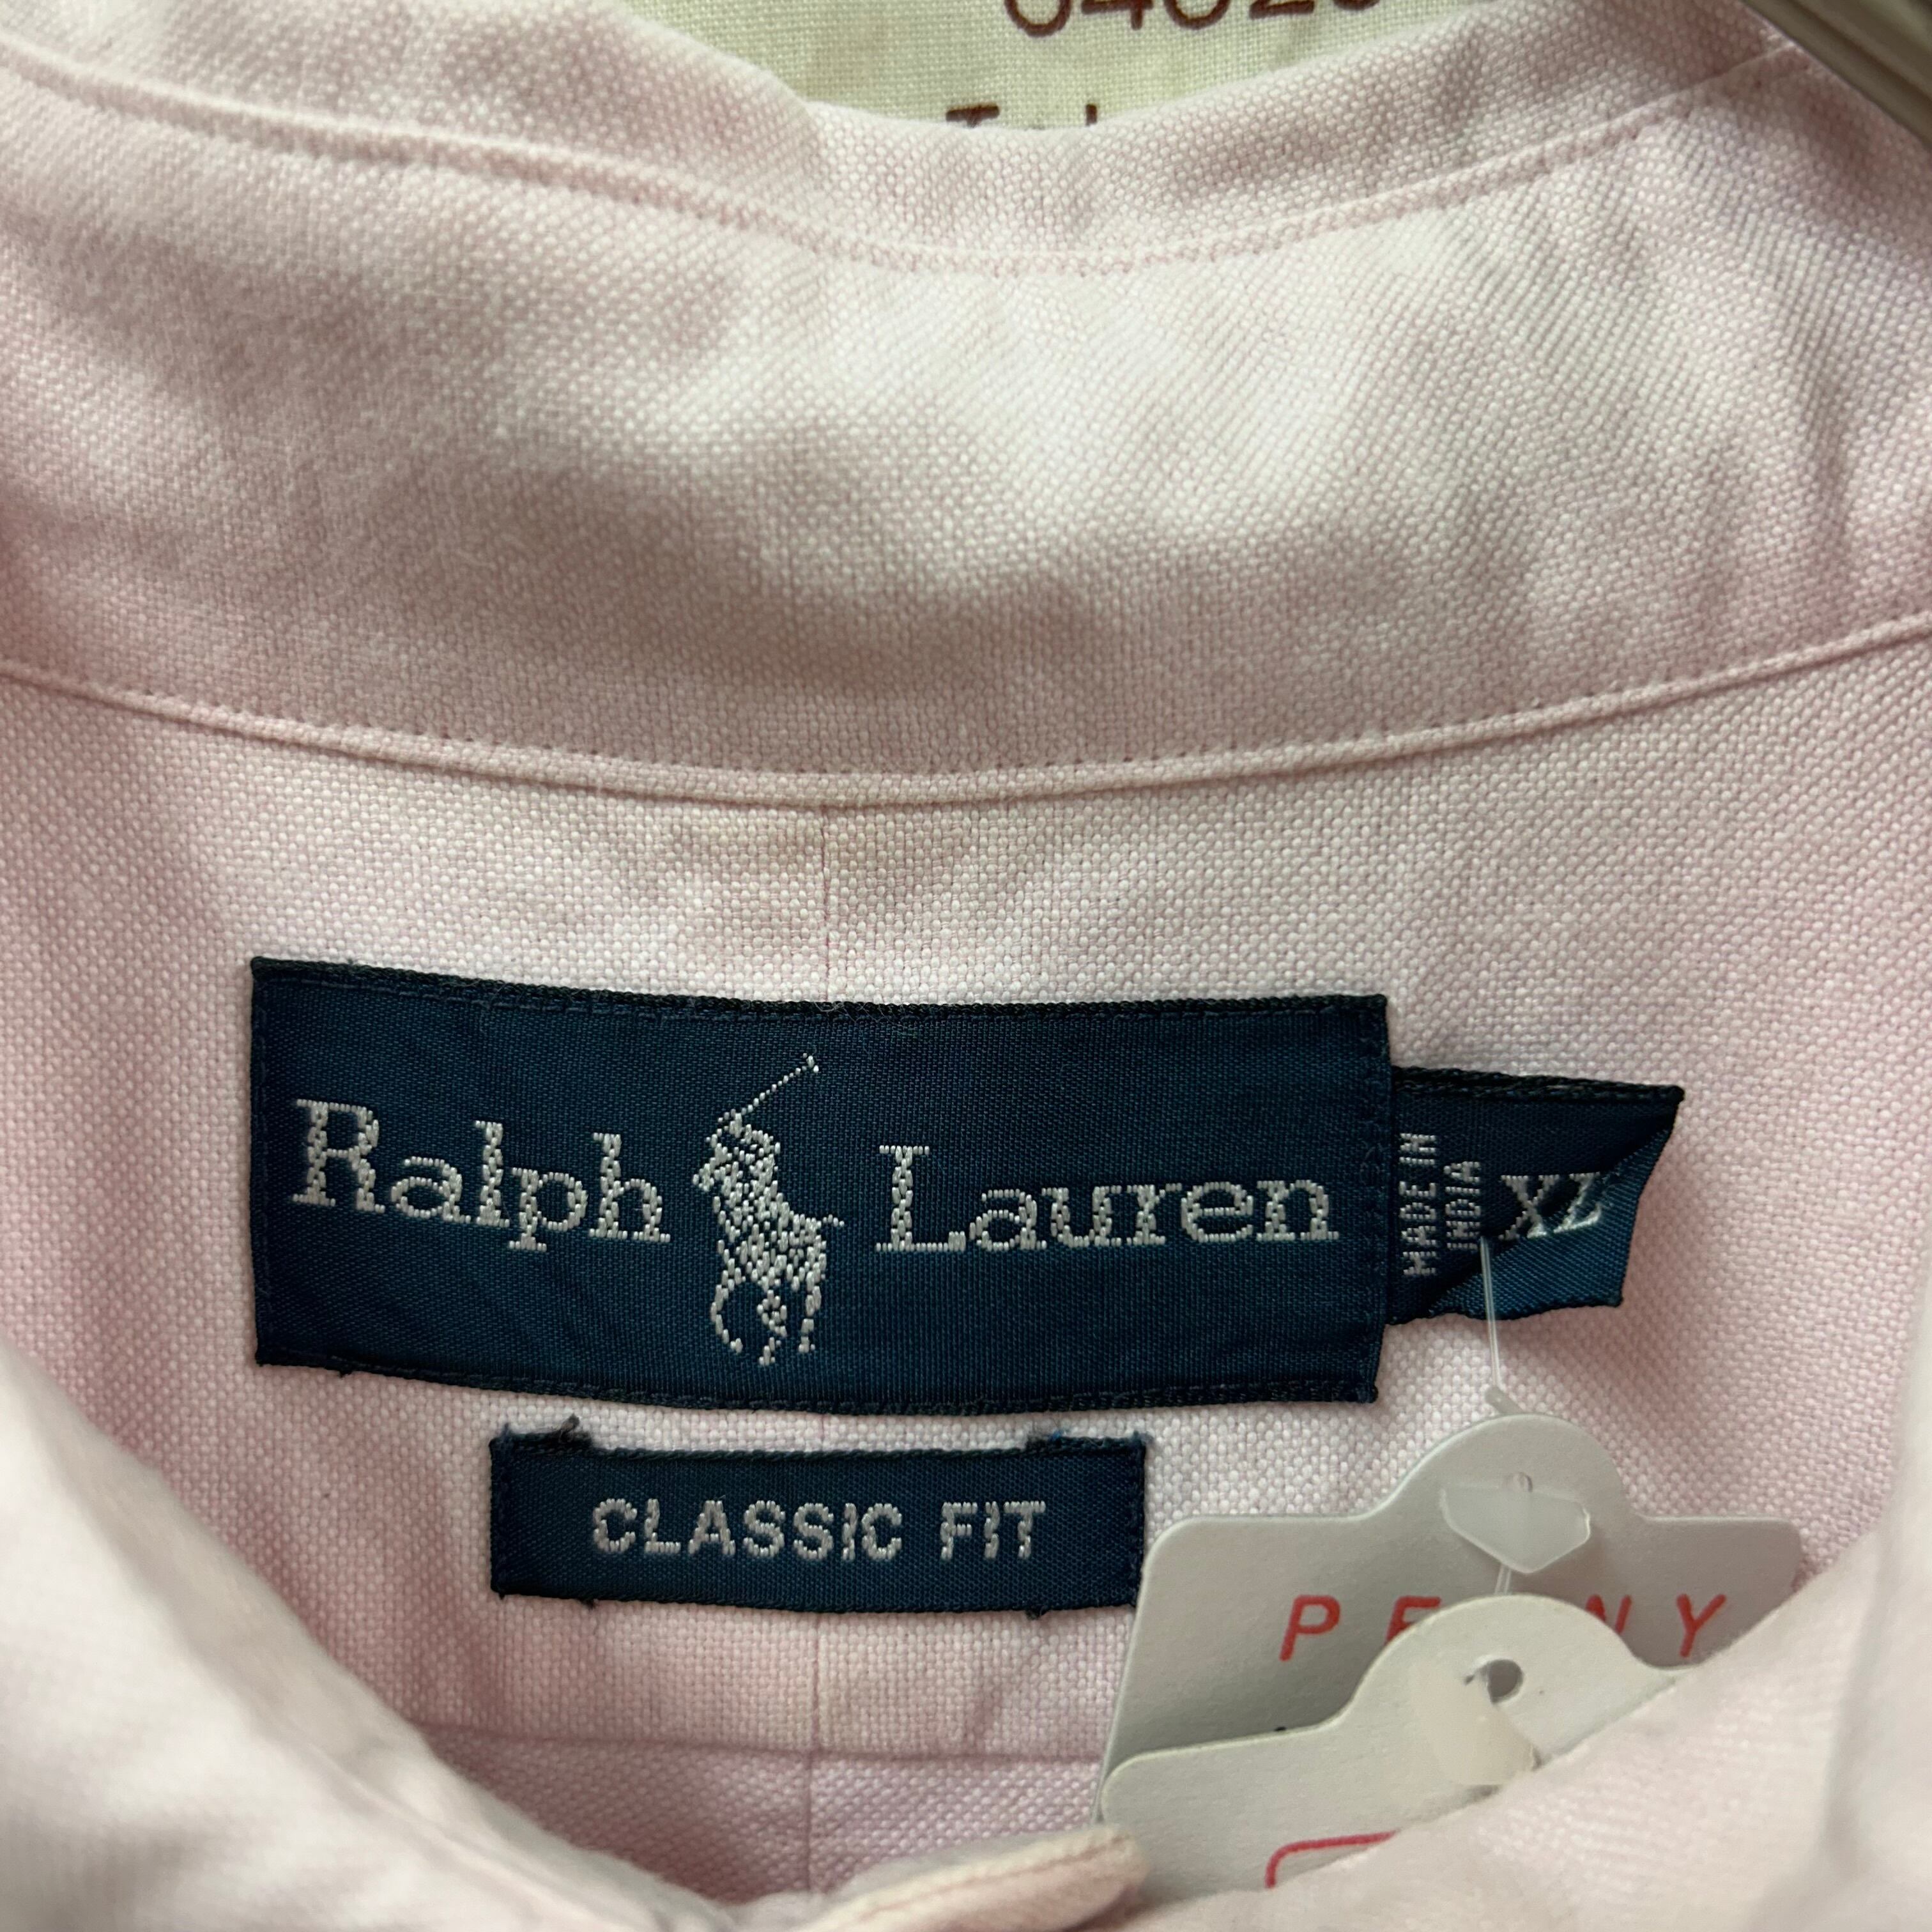 Ralph Lauren
MADE IN
INDIA
XL
CLASSIC FIT